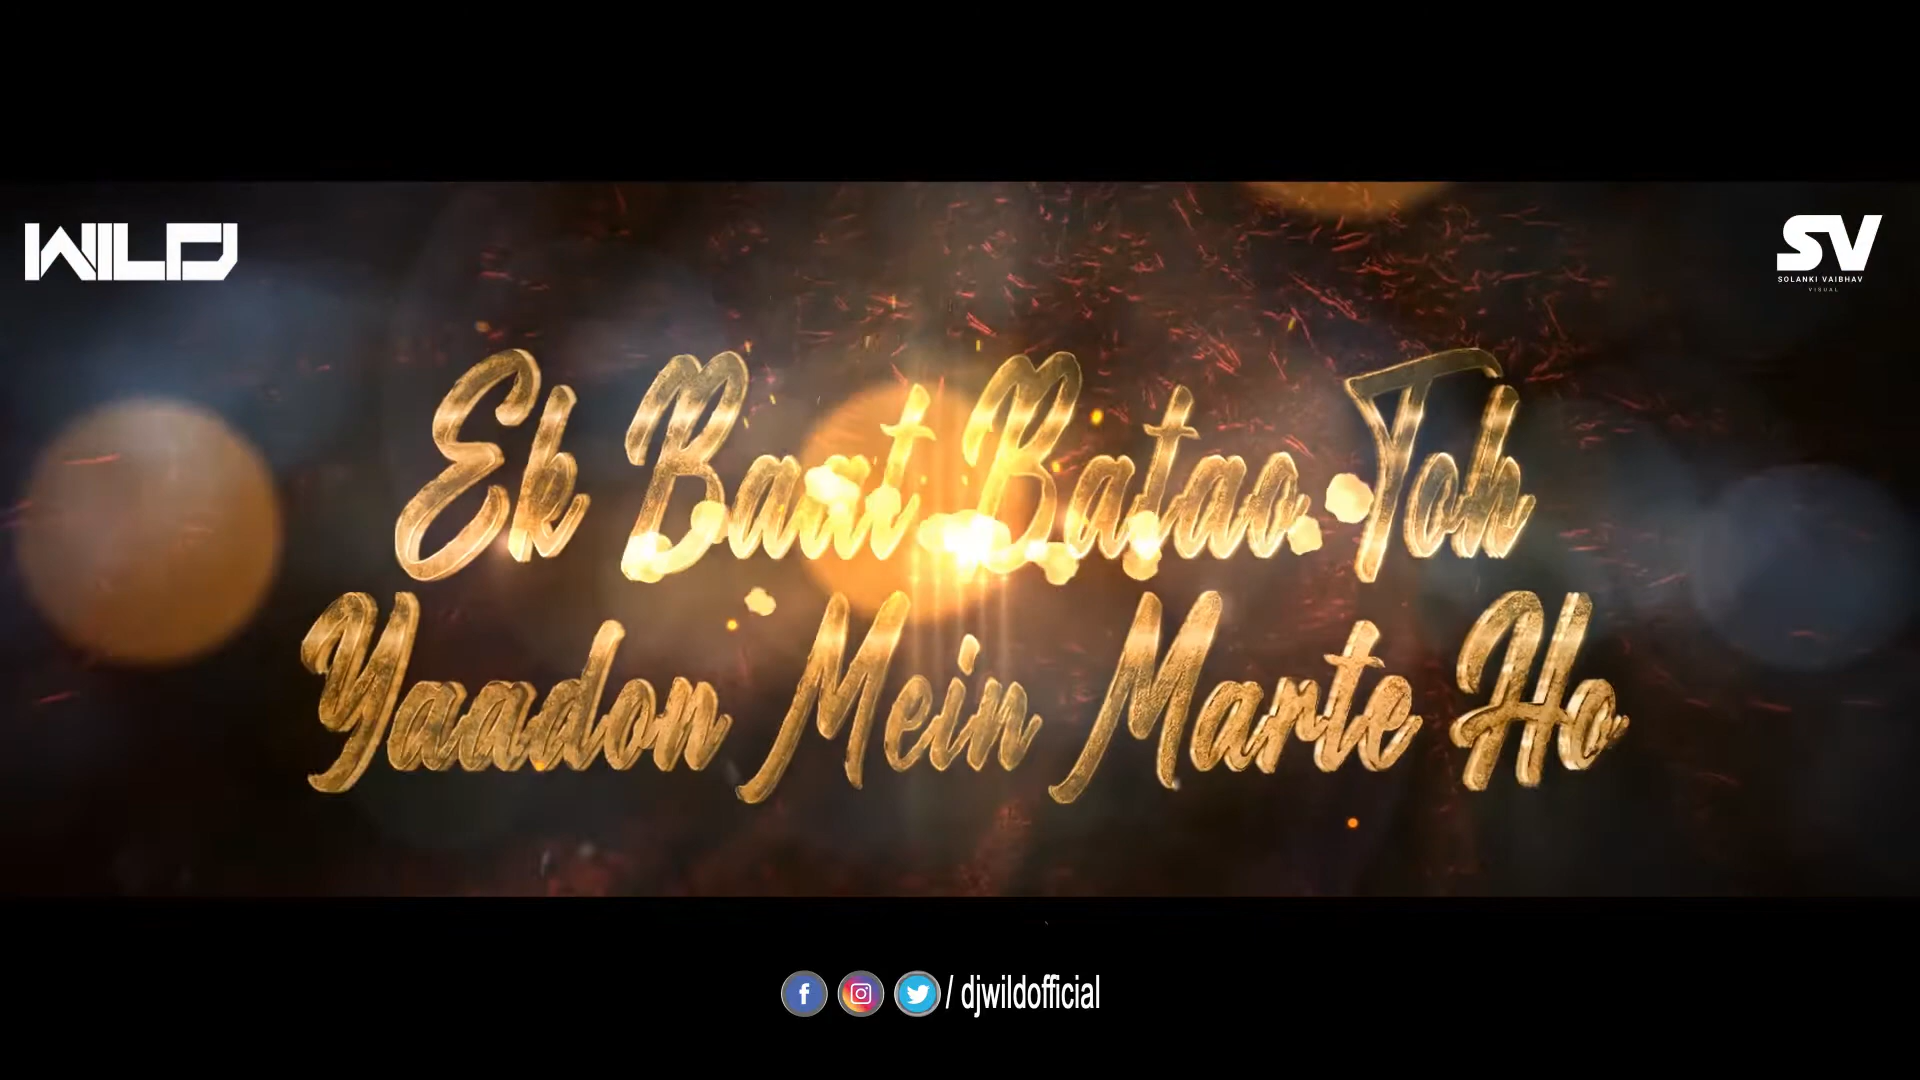 WILD
SV
SOLANKI VAIBHAV
VISUAL
Ek Baat Batao Toh
Yaadon Mein Marte Ho
/ djwildofficial